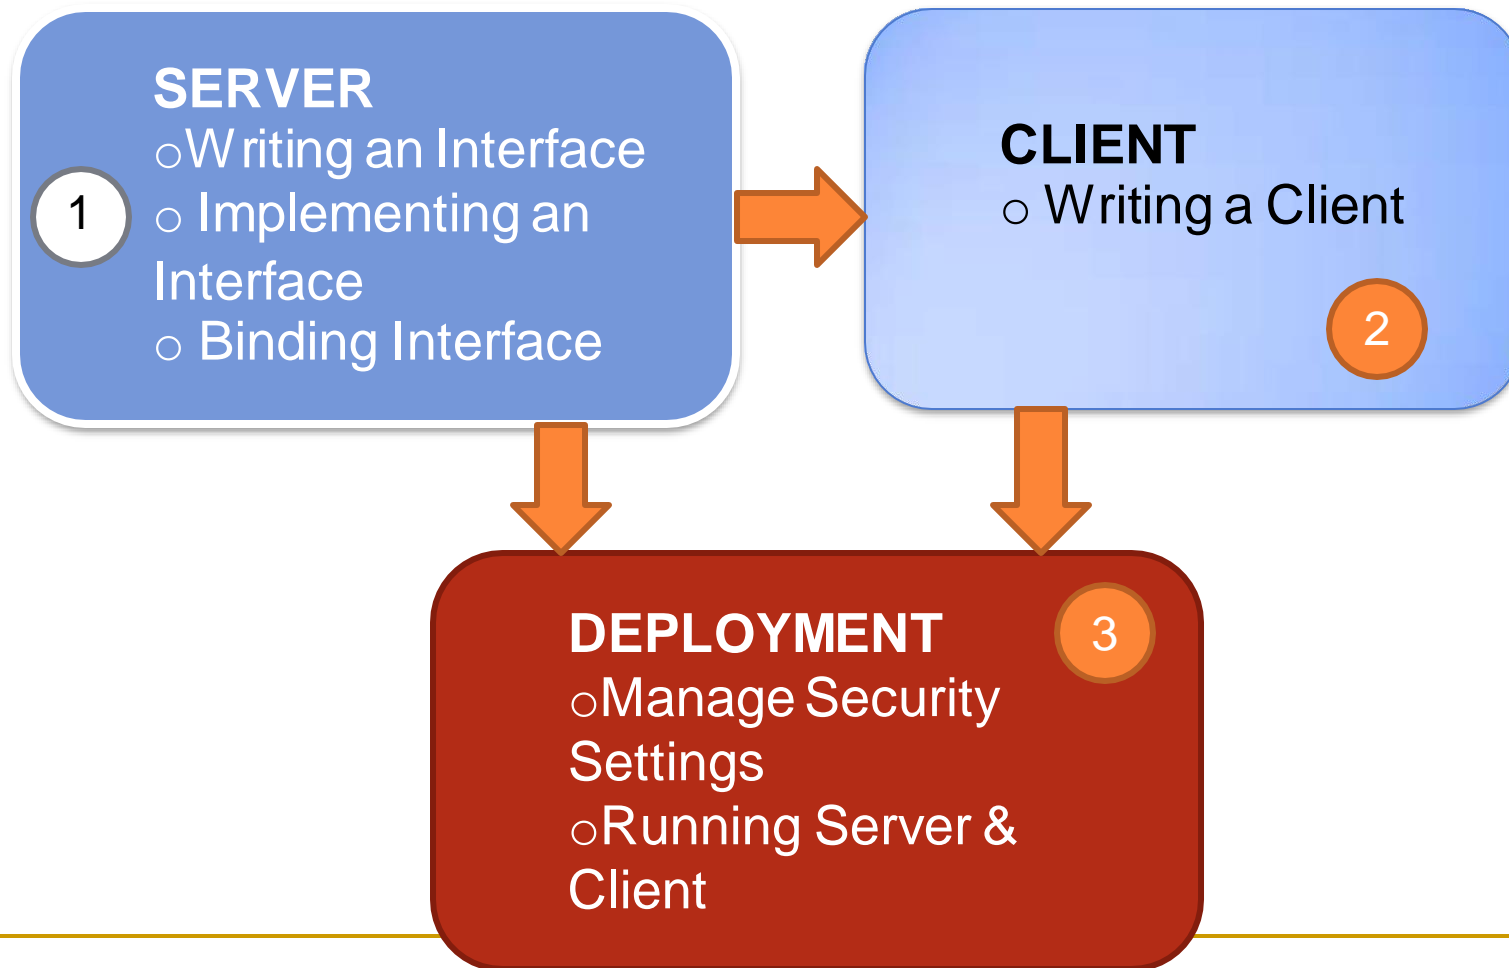 SERVER
oWriting an Interface
1
o Implementing an
Interface
o Binding Interface
CLIENT
o Writing a Client
2
DEPLOYMENT
3
oManage Security
Settings
oRunning Server &
Client